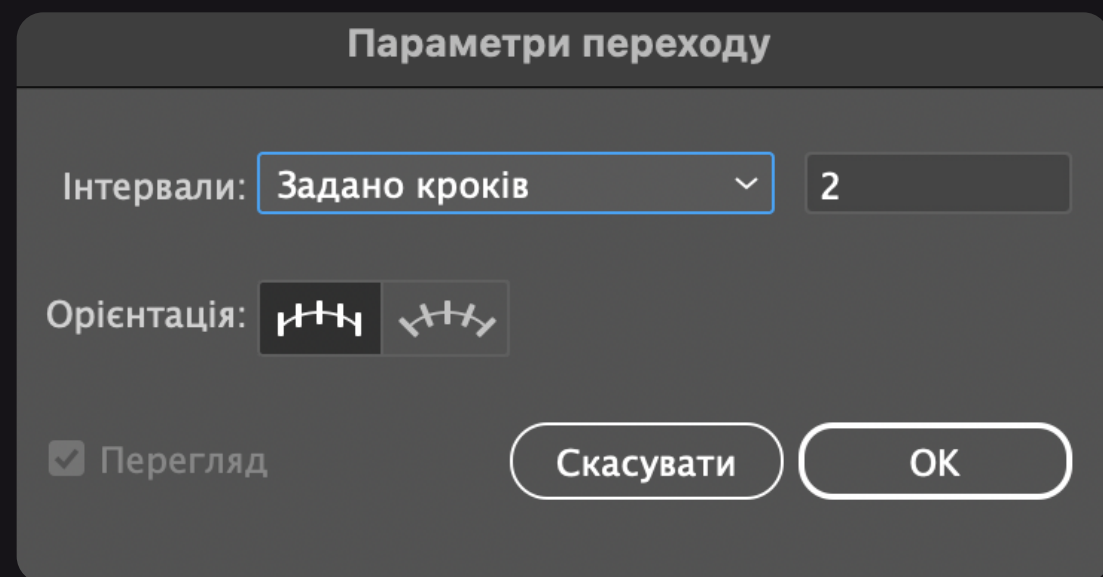 Параметри переходу
Інтервали: Задано кроків 2
Орієнтація:
Перегляд Скасувати OK